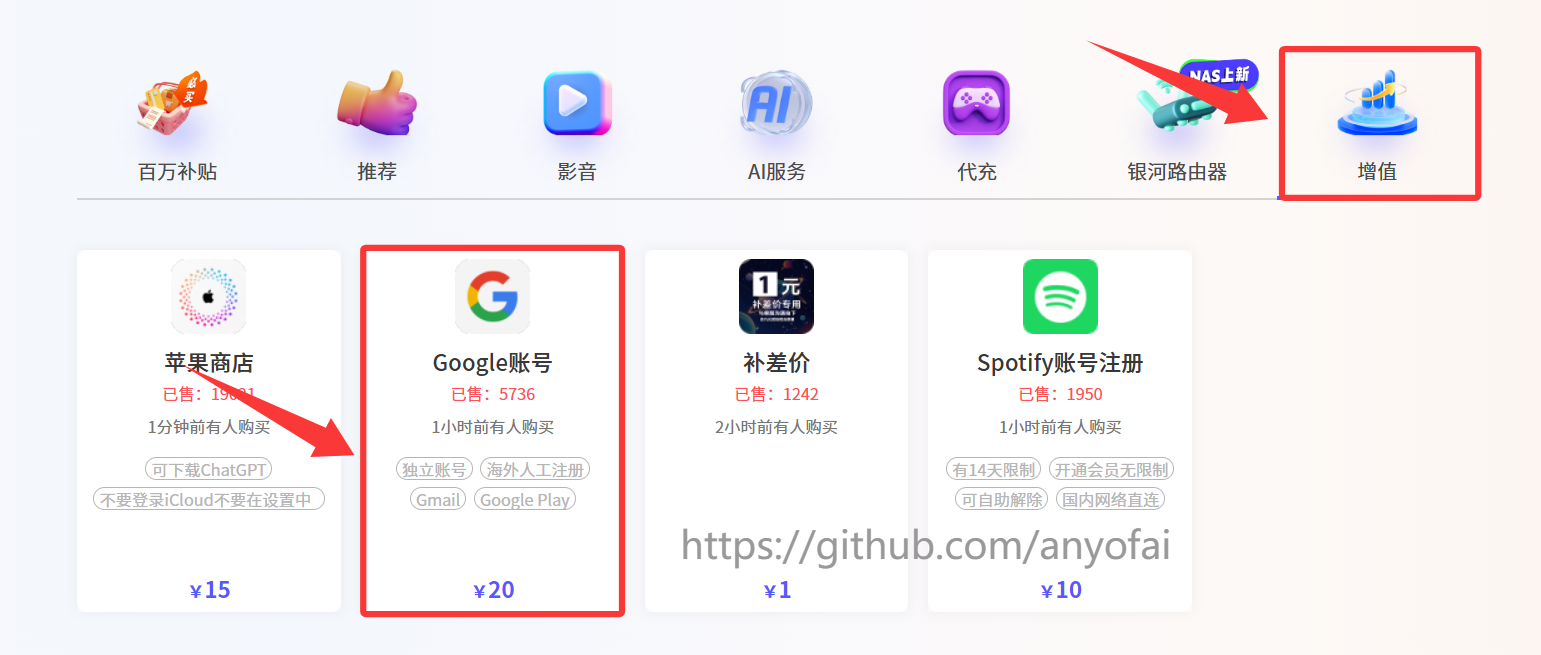 必买
NAS上新
AI
百万补贴
推荐
影音
AI服务
代充
银河路由器
增值
1元
补差价专用
苹果商店
Google账号
补差价
Spotify账号注册
已售：
已售：5736
已售：1242
已售：1950
1分钟前有人购买
1小时前有人购买
2小时前有人购买
1小时前有人购买
可下载ChatGPT
独立账号
海外人工注册
有14天限制
开通会员无限制
不要登录iCloud不要在设置中
Gmail
Google Play
可自助解除
国内网络直连
https://github.com/anyofai
¥15
¥20
¥1
¥10